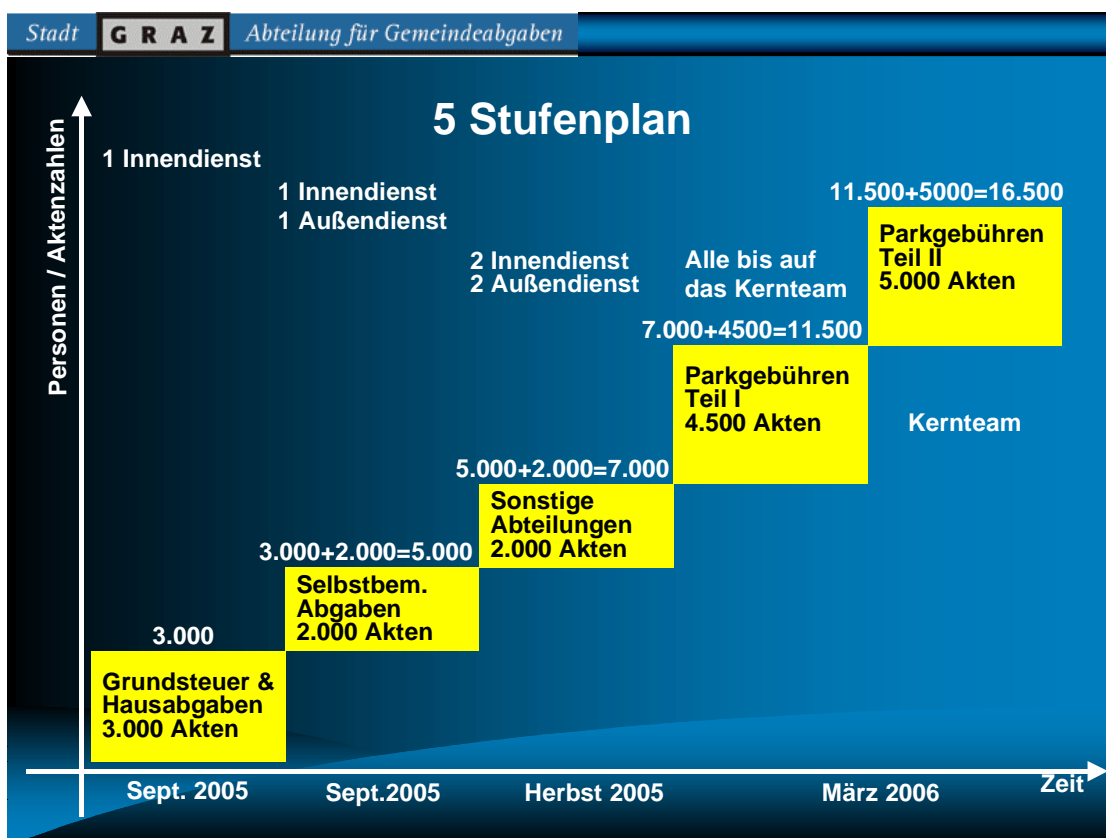 Stadt GRAZ Abteilung für Gemeindeabgaben
5 Stufenplan
Personen / Aktenzahlen
1 Innendienst
1 Innendienst
1 Außendienst
2 Innendienst
2 Außendienst
Alle bis auf
das Kernteam
11.500+5000=16.500
Parkgebühren
Teil II
5.000 Akten
7.000+4500=11.500
Parkgebühren
Teil I
4.500 Akten
Kernteam
5.000+2.000=7.000
Sonstige
Abteilungen
2.000 Akten
3.000+2.000=5.000
Selbstbem.
Abgaben
2.000 Akten
3.000
Grundsteuer &
Hausabgaben
3.000 Akten
Sept. 2005
Sept.2005
Herbst 2005
März 2006
Zeit